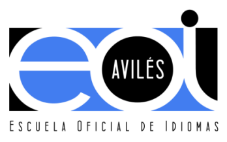 eoi
AVILÉS
ESCUELA OFICIAL DE IDIOMAS